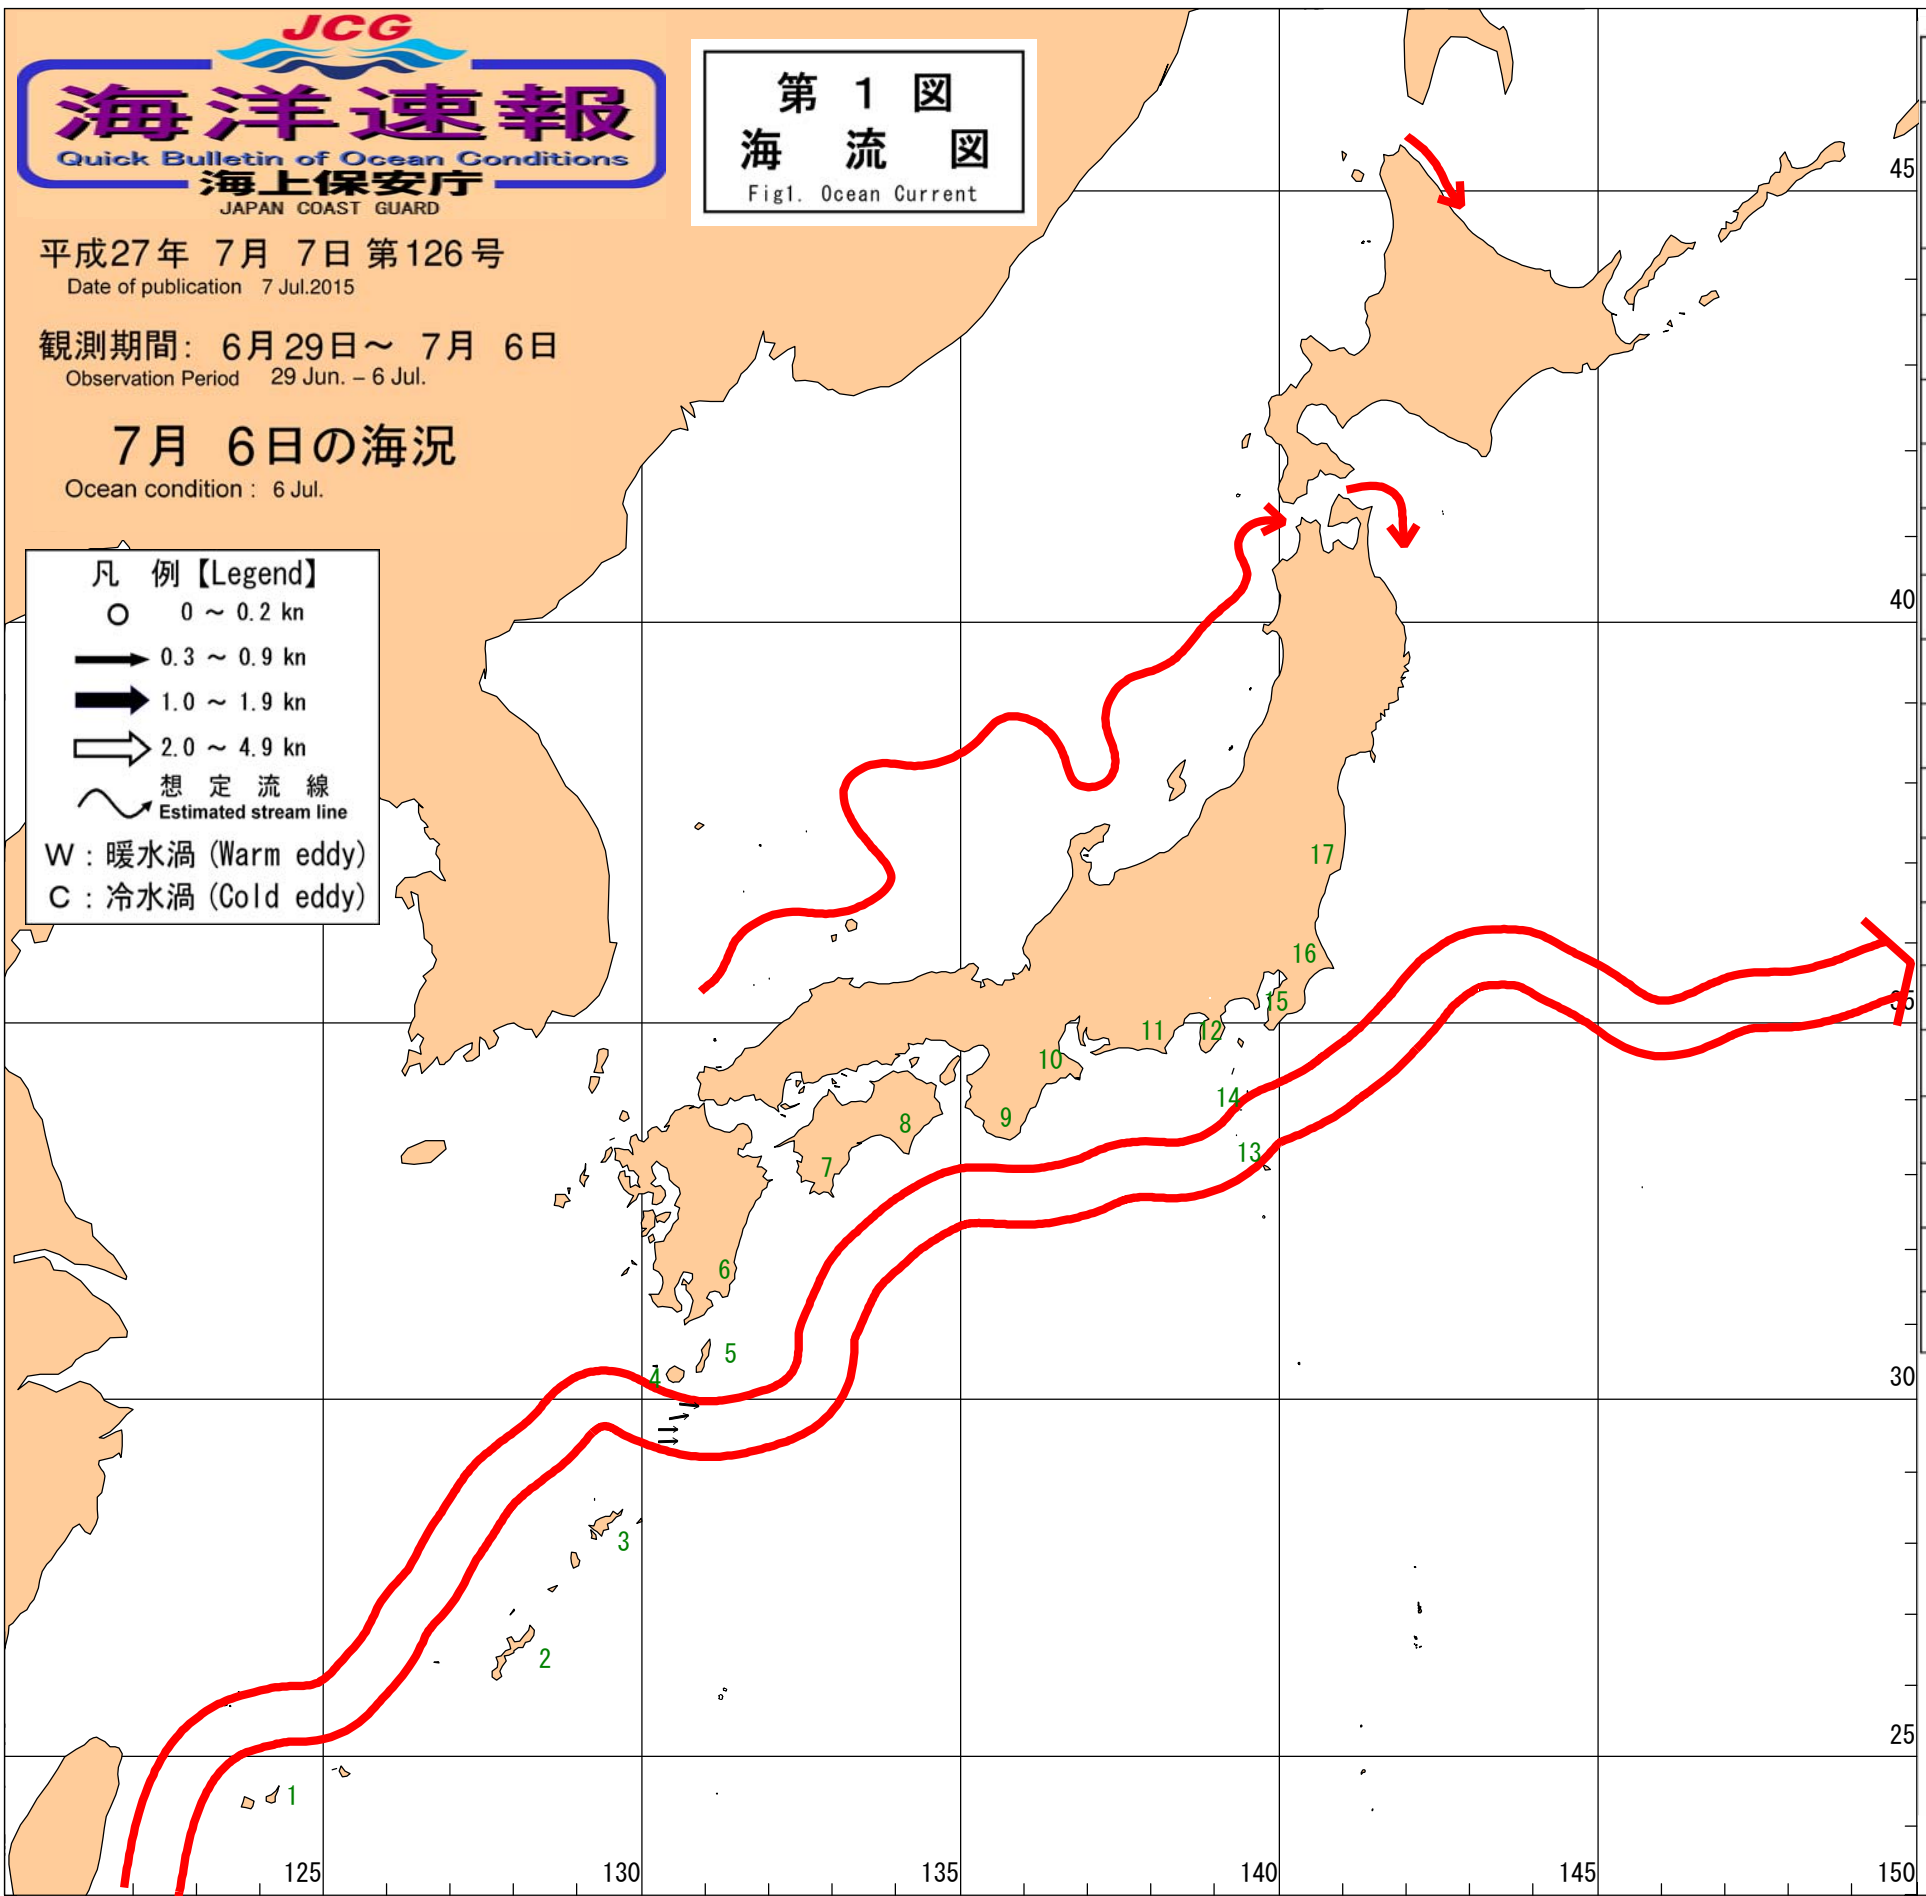 JCG
海洋速報
Quick Bulletin of Ocean Conditions
海上保安庁
JAPAN COAST GUARD
第 1 図
海 流 図
Fig1. Ocean Current
平成27年 7月 7日 第126号
Date of publication 7 Jul.2015
観測期間: 6月29日～ 7月 6日
Observation Period 29 Jun. – 6 Jul.
7月 6日の海況
Ocean condition : 6 Jul.
凡 例【Legend】
0 ～ 0.2 kn
0.3 ～ 0.9 kn
1.0 ～ 1.9 kn
2.0 ～ 4.9 kn
想 定 流 線
Estimated stream line
W : 暖水渦 (Warm eddy)
C : 冷水渦 (Cold eddy)
45
40
17
16
35
15
11
12
10
14
9
8
13
7
6
5
4
30
3
2
25
1
125
130
135
140
145
150